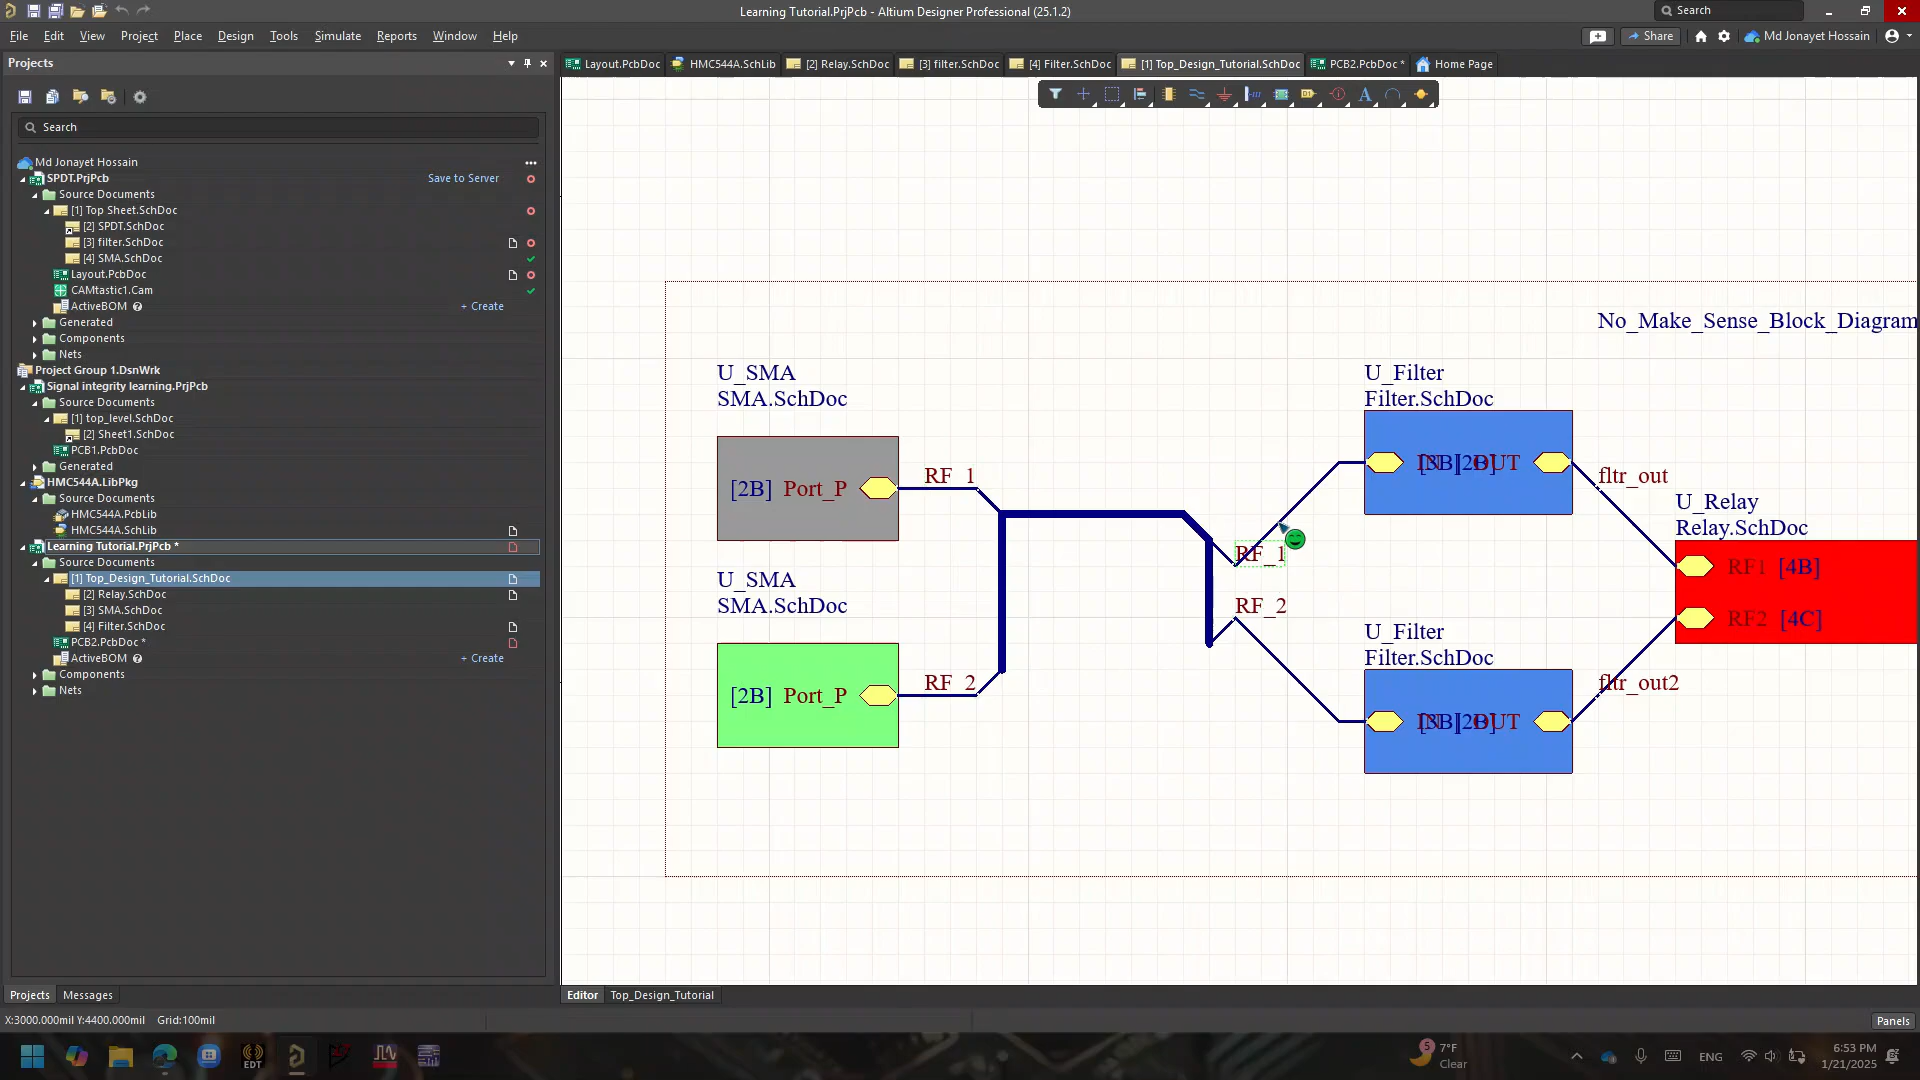 Learning Tutorial.PrjPcb - Altium Designer Professional (25.1.2)
Search
File Edit View Project Place Design Tools Simulate Reports Window Help
Share
Md Jonayet Hossain
Projects
Layout.PcbDoc
HMC544A.SchLib
[2] Relay.SchDoc
[3] filter.SchDoc
[4] Filter.SchDoc
[1] Top_Design_Tutorial.SchDoc
PCB2.PcbDoc *
Home Page
Search
Md Jonayet Hossain
SPDT.PrjPcb
Save to Server
Source Documents
[1] Top Sheet.SchDoc
[2] SPDT.SchDoc
[3] filter.SchDoc
[4] SMA.SchDoc
Layout.PcbDoc
CAMtastic1.Cam
ActiveBOM
+ Create
Generated
Components
Nets
Project Group 1.DsnWrk
Signal integrity learning.PrjPcb
Source Documents
[1] top_level.SchDoc
[2] Sheet1.SchDoc
PCB1.PcbDoc
Generated
HMC544A.LibPkg
Source Documents
HMC544A.PcbLib
HMC544A.SchLib
Learning Tutorial.PrjPcb *
Source Documents
[1] Top_Design_Tutorial.SchDoc
[2] Relay.SchDoc
[3] SMA.SchDoc
[4] Filter.SchDoc
PCB2.PcbDoc *
ActiveBOM
+ Create
Components
Nets
No_Make_Sense_Block_Diagram
U_SMA
SMA.SchDoc
[2B] Port_P
RF_1
U_SMA
SMA.SchDoc
[2B] Port_P
RF_2
RF_1
RF_2
U_Filter
Filter.SchDoc
fltr_out
U_Filter
Filter.SchDoc
fltr_out2
U_Relay
Relay.SchDoc
RF1 [4B]
RF2 [4C]
Projects Messages
Editor Top_Design_Tutorial
X:3000.000mil Y:4400.000mil Grid:100mil
Panels
EDT
5
7°F
Clear
ENG
6:53 PM
1/21/2025